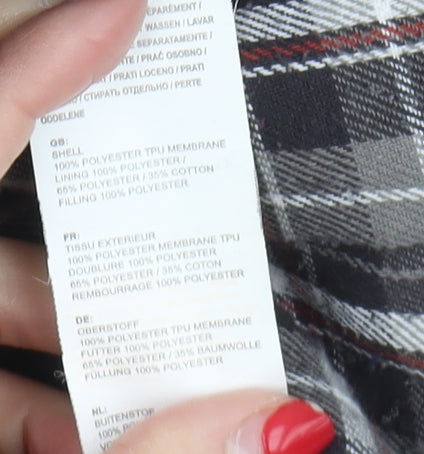 SÉPARÉMENT /
WASSEN / LAVAR
SEPARATAMENTE /
PRAĆ OSOBNO /
/ PRATI LOČENO / PRATI
/ СТИРАТЬ ОТДЕЛЬНО / PERTE
ODDELENE
GB:
SHELL
100% POLYESTER TPU MEMBRANE
LINING 100% POLYESTER /
65% POLYESTER / 35% COTTON
FILLING 100% POLYESTER
FR:
TISSU EXTERIEUR
100% POLYESTER MEMBRANE TPU
DOUBLURE 100% POLYESTER
65% POLYESTER / 35% COTON
REMBOURRAGE 100% POLYESTER
DE:
OBERSTOFF
100% POLYESTER TPU MEMBRANE
FUTTER 100% POLYESTER
65% POLYESTER / 35% BAUMWOLLE
FÜLLUNG 100% POLYESTER
NL:
BUITENSTOF
100%